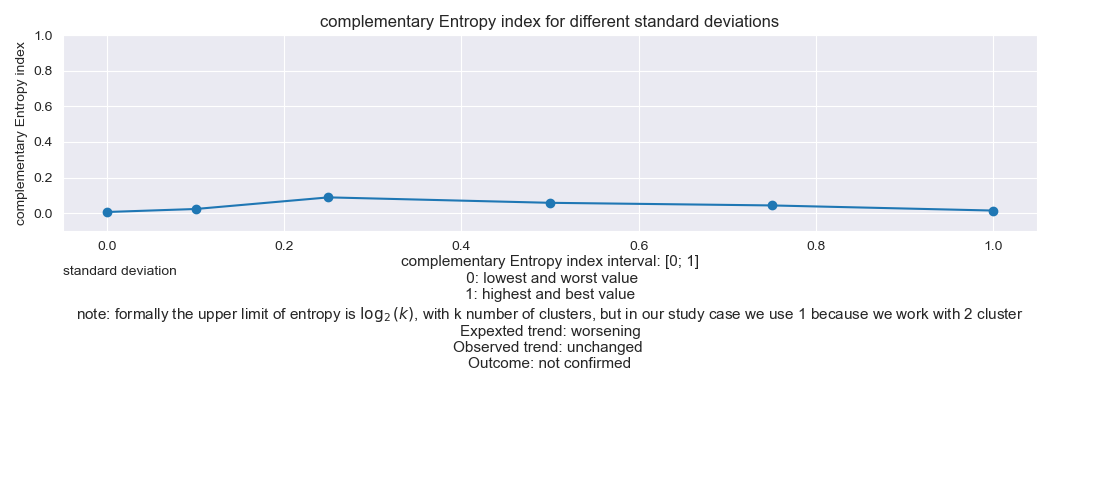 complementary Entropy index for different standard deviations
complementary Entropy index
1.0
0.8
0.6
0.4
0.2
0.0
0.0 0.2 0.4 0.6 0.8 1.0
standard deviation
complementary Entropy index interval: [0; 1]
0: lowest and worst value
1: highest and best value
note: formally the upper limit of entropy is log₂(k), with k number of clusters, but in our study case we use 1 because we work with 2 cluster
Expexted trend: worsening
Observed trend: unchanged
Outcome: not confirmed